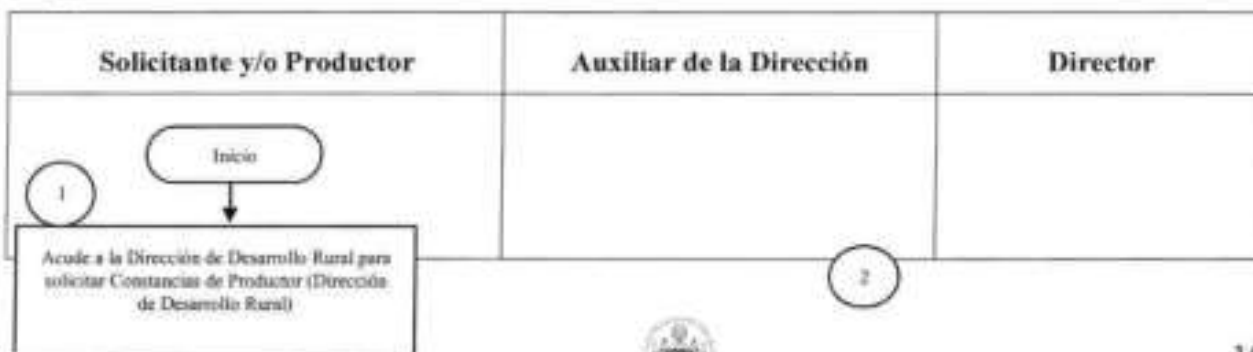 Solicitante y/o Productor
Auxiliar de la Dirección
Director
Inicio
1
Acude a la Dirección de Desarrollo Rural para
solicitar Constancias de Productor (Dirección
de Desarrollo Rural)
2